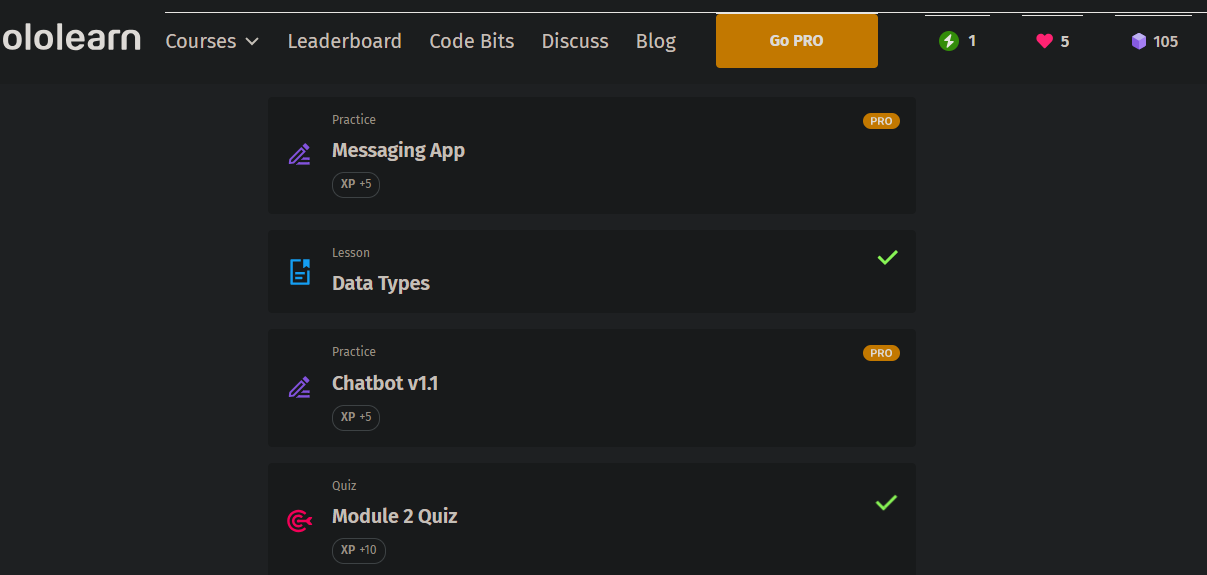 ololearn Courses Leaderboard Code Bits Discuss Blog Go PRO 1 5 105
Practice PRO
Messaging App
XP +5
Lesson
Data Types
Practice PRO
Chatbot v1.1
XP +5
Quiz
Module 2 Quiz
XP +10